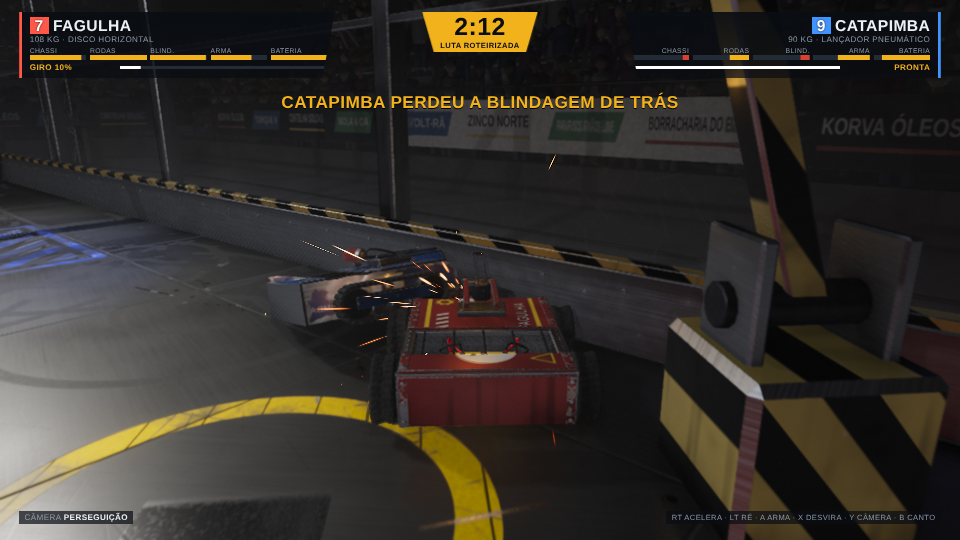 7 FAGULHA
108 KG · DISCO HORIZONTAL
CHASSI RODAS BLIND. ARMA BATERIA
GIRO 10%
2:12
LUTA ROTEIRIZADA
9 CATAPIMBA
90 KG · LANÇADOR PNEUMÁTICO
CHASSI RODAS BLIND. ARMA BATERIA
PRONTA
CATAPIMBA PERDEU A BLINDAGEM DE TRÁS
VOLT-RÁ
ZINCO NORTE
BORRACHARIA DO
KORVA ÓLEOS
FAGULHA
CÂMERA PERSEGUIÇÃO
RT ACELERA · LT RÉ · A ARMA · X DESVIRA · Y CÂMERA · B CANTO